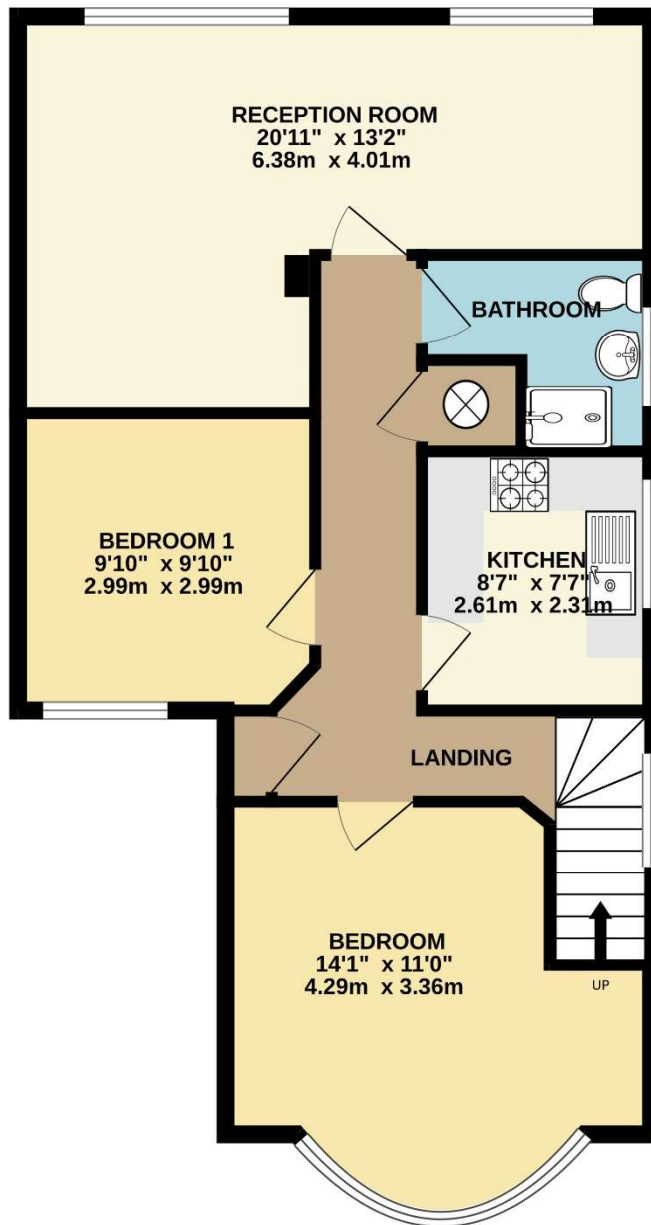 RECEPTION ROOM
20'11" x 13'2"
6.38m x 4.01m
BATHROOM
BEDROOM 1
9'10" x 9'10"
2.99m x 2.99m
KITCHEN
8'7" x 7'7"
2.61m x 2.31m
LANDING
BEDROOM
14'1" x 11'0"
4.29m x 3.36m
UP